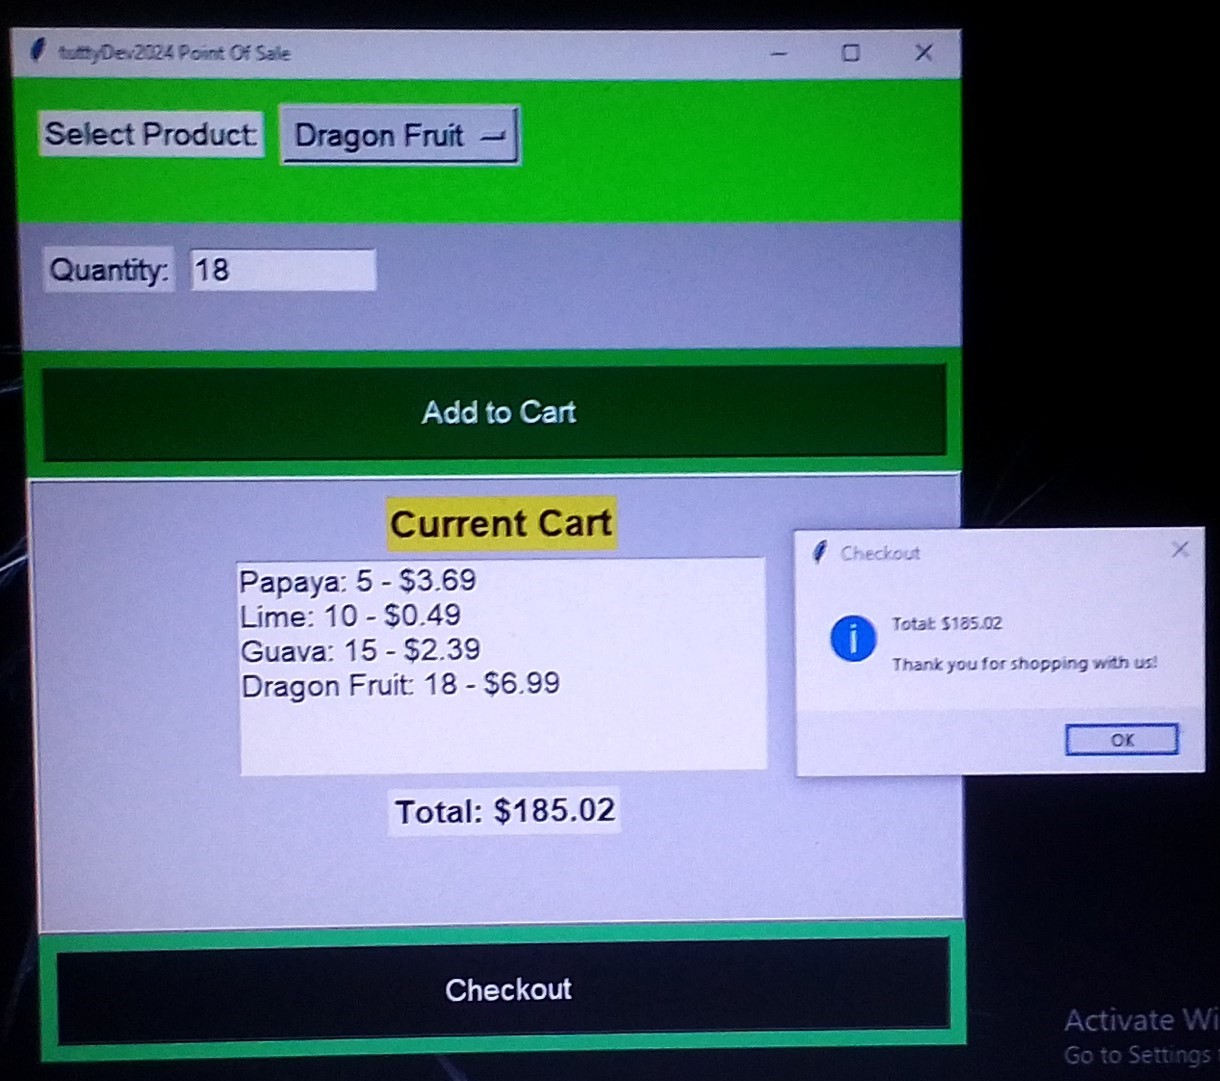 tuttyDev2024 Point Of Sale
Select Product: Dragon Fruit
Quantity: 18
Add to Cart
Current Cart
Papaya: 5 - $3.69
Lime: 10 - $0.49
Guava: 15 - $2.39
Dragon Fruit: 18 - $6.99
Total: $185.02
Checkout
Checkout
Total: $185.02
Thank you for shopping with us!
OK
Activate Wi
Go to Settings